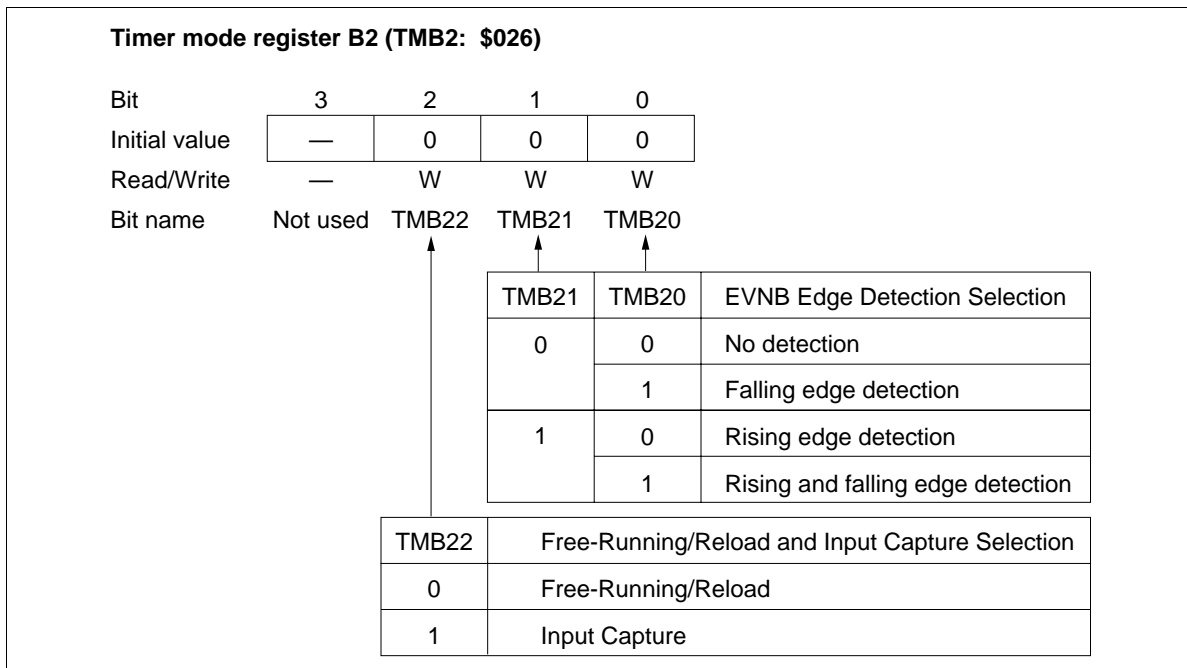 Timer mode register B2 (TMB2: $026)
Bit 3 2 1 0
Initial value — 0 0 0
Read/Write — W W W
Bit name Not used TMB22 TMB21 TMB20
TMB21 TMB20 EVNB Edge Detection Selection
0 0 No detection
1 Falling edge detection
1 0 Rising edge detection
1 Rising and falling edge detection
TMB22 Free-Running/Reload and Input Capture Selection
0 Free-Running/Reload
1 Input Capture